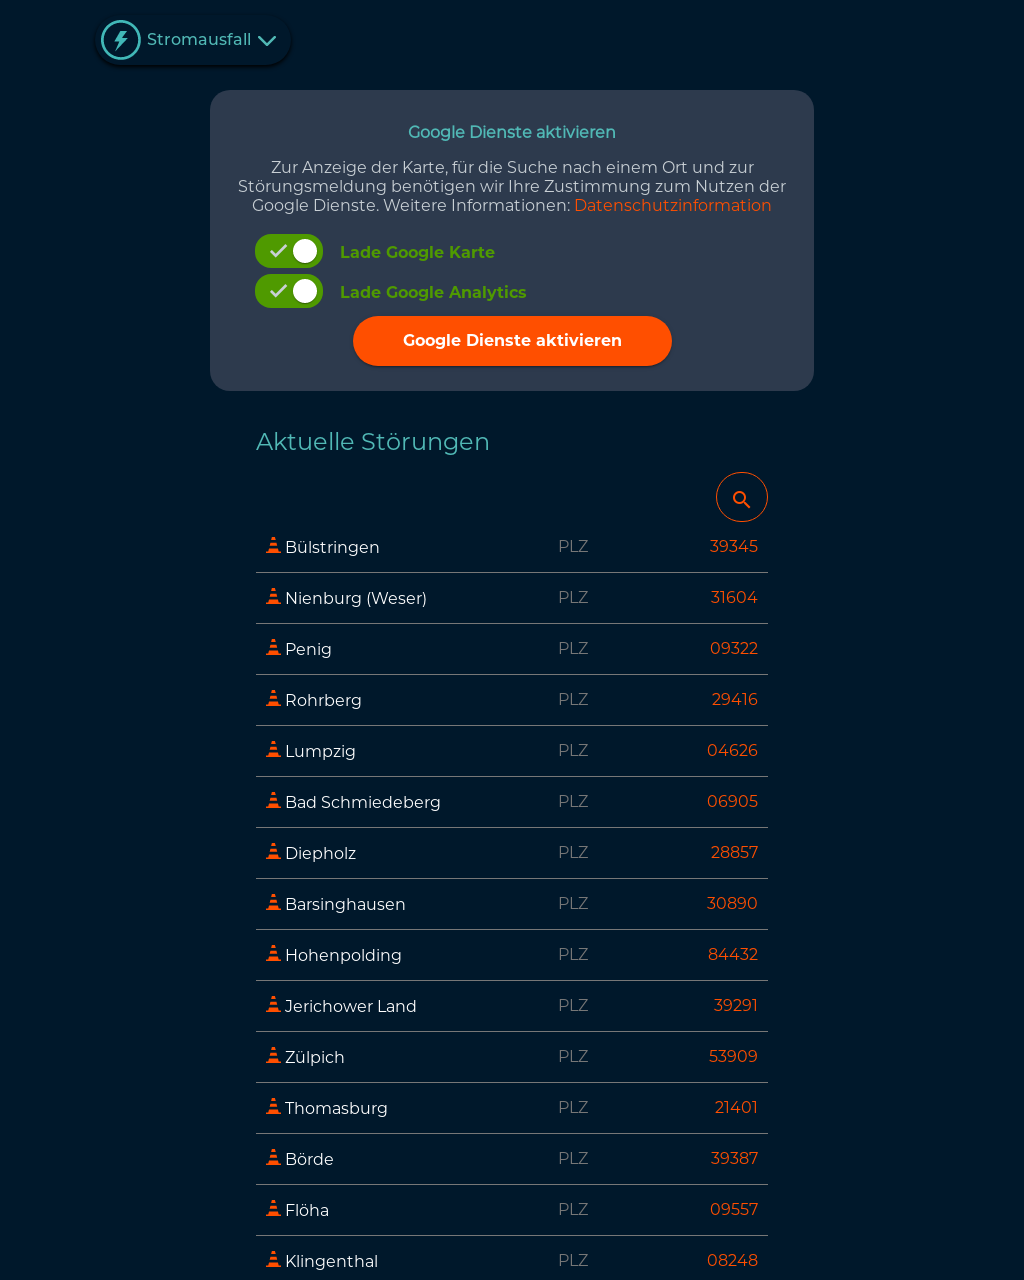 Stromausfall
Google Dienste aktivieren
Zur Anzeige der Karte, für die Suche nach einem Ort und zur
Störungsmeldung benötigen wir Ihre Zustimmung zum Nutzen der
Google Dienste. Weitere Informationen: Datenschutzinformation
Lade Google Karte
Lade Google Analytics
Google Dienste aktivieren
Aktuelle Störungen
Bülstringen PLZ 39345
Nienburg (Weser) PLZ 31604
Penig PLZ 09322
Rohrberg PLZ 29416
Lumpzig PLZ 04626
Bad Schmiedeberg PLZ 06905
Diepholz PLZ 28857
Barsinghausen PLZ 30890
Hohenpolding PLZ 84432
Jerichower Land PLZ 39291
Zülpich PLZ 53909
Thomasburg PLZ 21401
Börde PLZ 39387
Flöha PLZ 09557
Klingenthal PLZ 08248